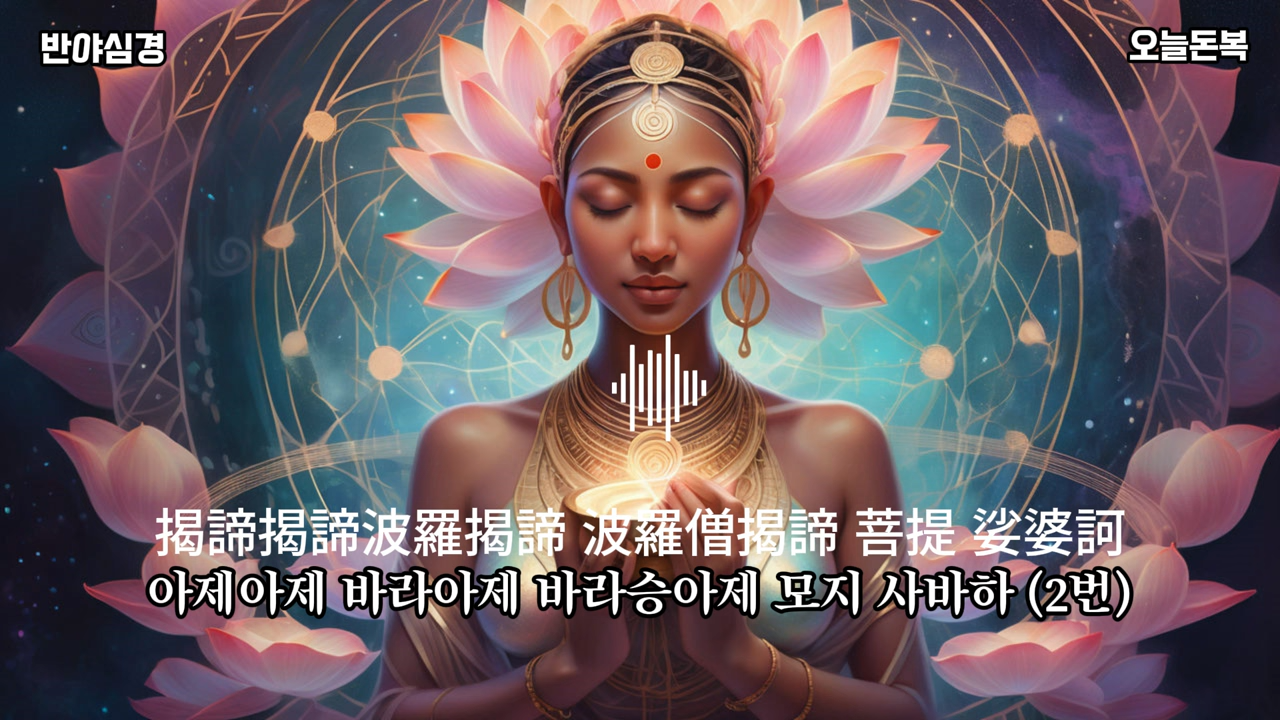 반야심경
오늘돈복
揭諦揭諦波羅揭諦 波羅僧揭諦 菩提 娑婆訶
아제아제 바라아제 바라승아제 모지 사바하 (2번)